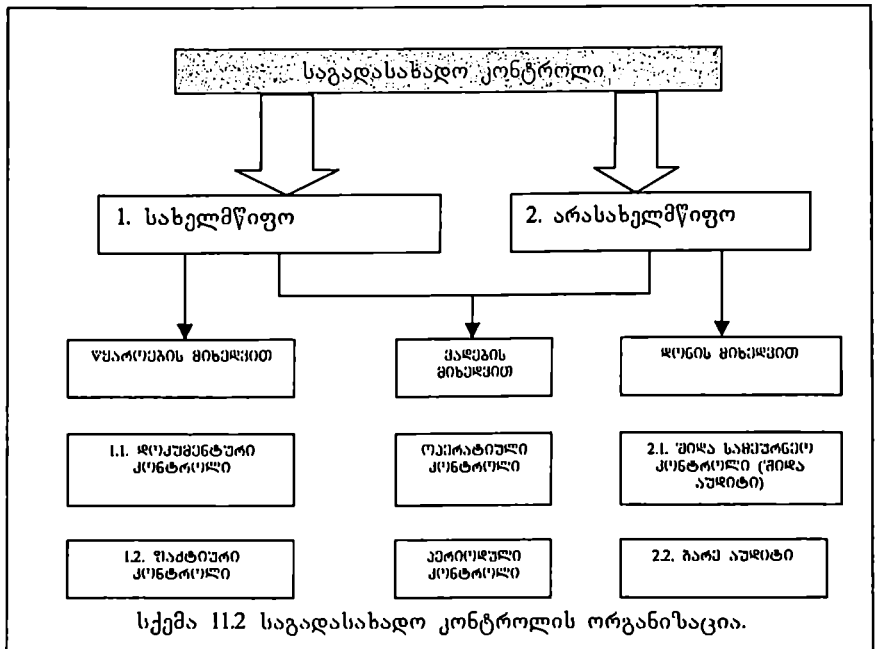 საგადასახადო კონტროლი
1. სახელმწიფო
2. არასახელმწიფო
წყაროების მიხედვით
ვადების
მიხედვით
დონის მიხედვით
1.1. დოკუმენტური
კონტროლი
ოპერატიული
კონტროლი
2.1. შიდა სამეურნეო
კონტროლი (შიდა
აუდიტი)
1.2. ფაქტიური
კონტროლი
პერიოდული
კონტროლი
2.2. გარე აუდიტი
სქემა 11.2 საგადასახადო კონტროლის ორგანიზაცია.